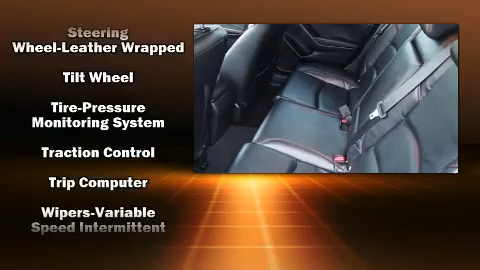 Steering
Wheel-Leather Wrapped
Tilt Wheel
Tire-Pressure
Monitoring System
Traction Control
Trip Computer
Wipers-Variable
Speed Intermittent